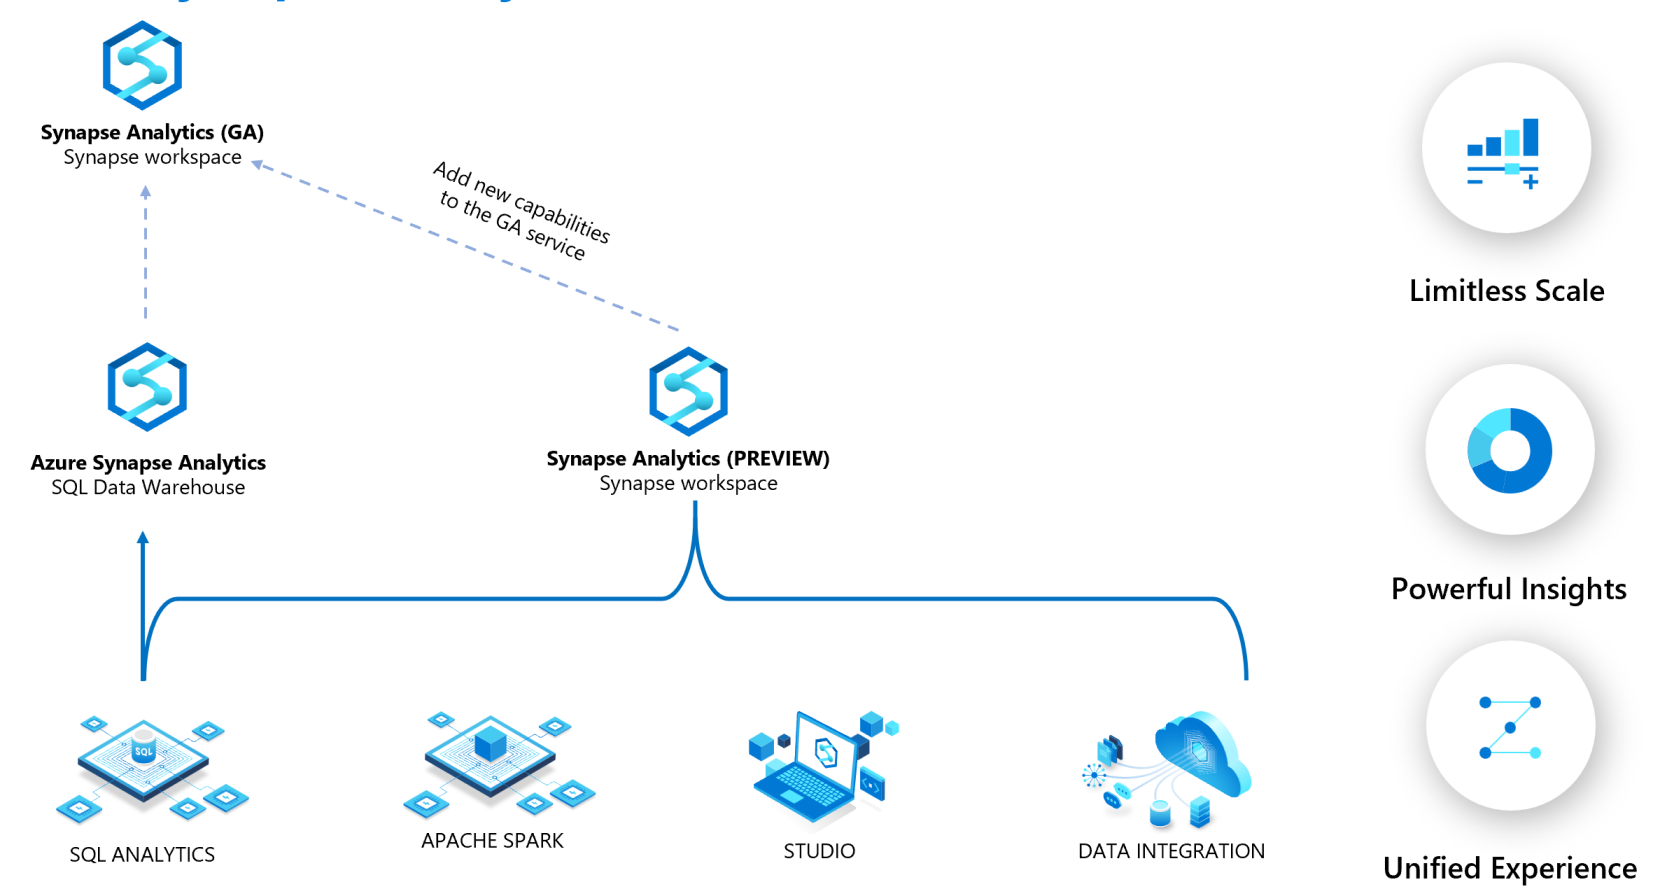 Synapse Analytics (GA)
Synapse workspace
Add new capabilities
to the GA service
Azure Synapse Analytics
SQL Data Warehouse
Synapse Analytics (PREVIEW)
Synapse workspace
SQL
SQL ANALYTICS
APACHE SPARK
STUDIO
DATA INTEGRATION
Limitless Scale
Powerful Insights
Unified Experience